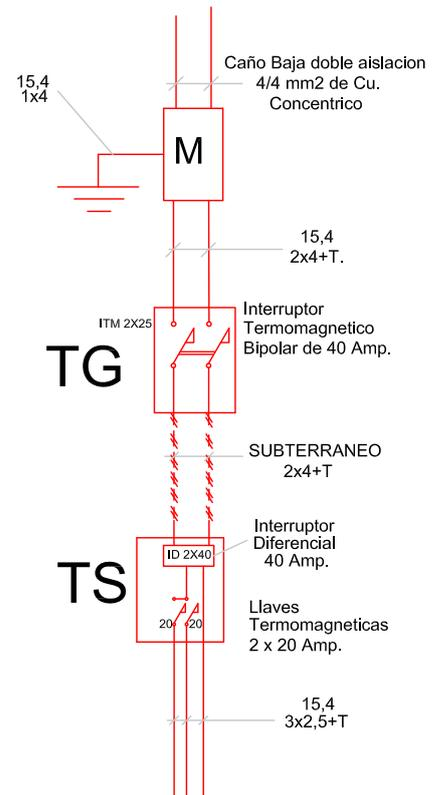 Caño Baja doble aislacion
4/4 mm2 de Cu.
Concentrico
15,4
1x4
M
15,4
2x4+T.
ITM 2X25
Interruptor
Termomagnetico
Bipolar de 40 Amp.
TG
SUBTERRANEO
2x4+T
Interruptor
Diferencial
40 Amp.
ID 2X40
TS
Llaves
Termomagneticas
2 x 20 Amp.
20 20
15,4
3x2,5+T